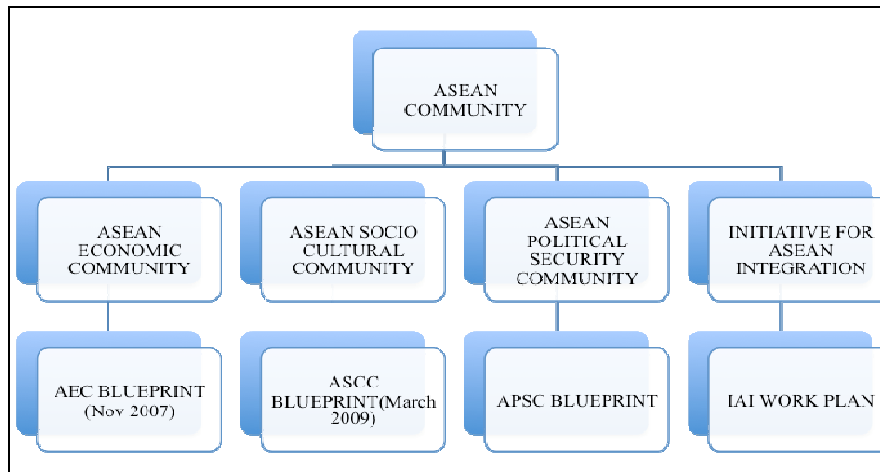 ASEAN
COMMUNITY
ASEAN
ECONOMIC
COMMUNITY
ASEAN SOCIO
CULTURAL
COMMUNITY
ASEAN
POLITICAL
SECURITY
COMMUNITY
INITIATIVE FOR
ASEAN
INTEGRATION
AEC BLUEPRINT
(Nov 2007)
ASCC
BLUEPRINT(March
2009)
APSC BLUEPRINT
IAI WORK PLAN